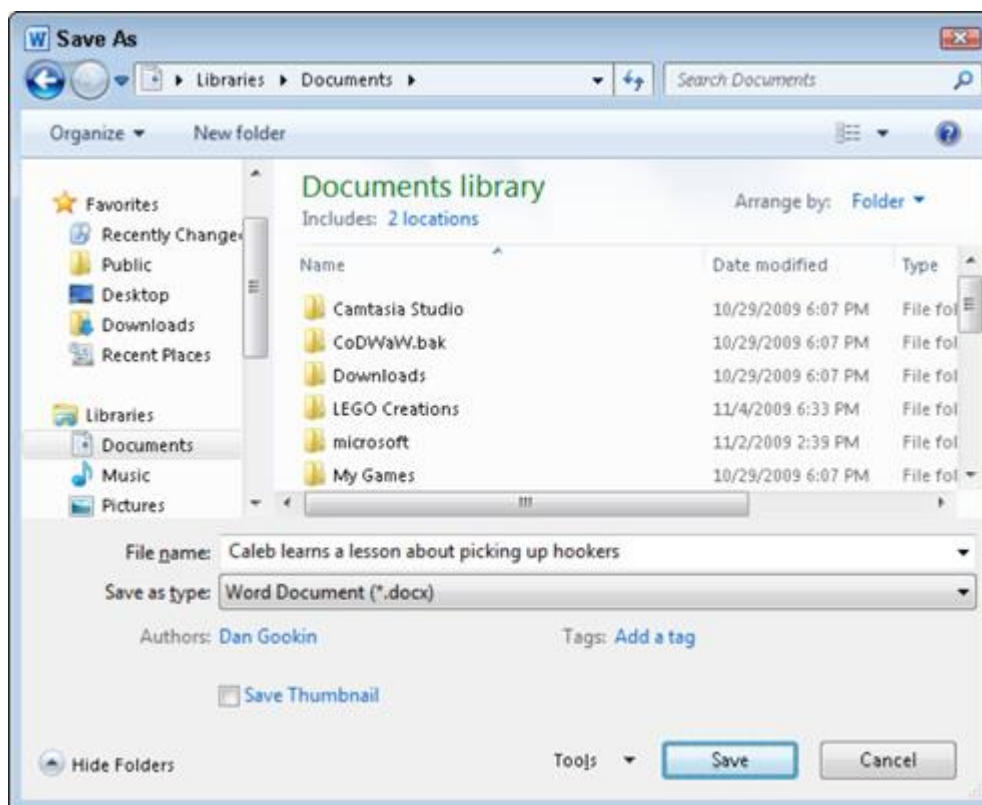 Save As
Libraries Documents Search Documents
Organize New folder
Documents library
Includes: 2 locations
Arrange by: Folder
Favorites
Recently Change
Public
Desktop
Downloads
Recent Places
Libraries
Documents
Music
Pictures
Name Date modified Type
Camtasia Studio 10/29/2009 6:07 PM File fol
CoDWaW.bak 10/29/2009 6:07 PM File fol
Downloads 10/29/2009 6:07 PM File fol
LEGO Creations 11/4/2009 6:33 PM File fol
microsoft 11/2/2009 2:39 PM File fol
My Games 10/29/2009 6:07 PM File fol
File name: Caleb learns a lesson about picking up hookers
Save as type: Word Document (*.docx)
Authors: Dan Gookin Tags: Add a tag
Save Thumbnail
Hide Folders Tools Save Cancel